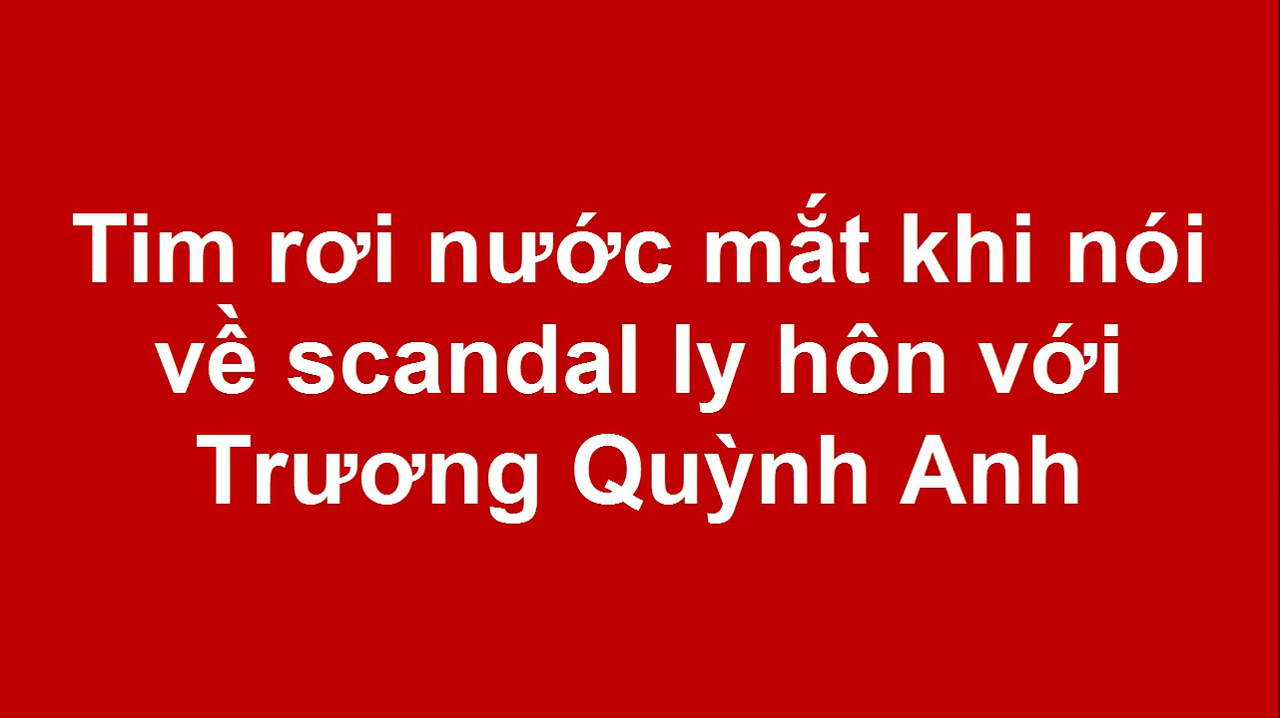 Tim rơi nước mắt khi nói
về scandal ly hôn với
Trương Quỳnh Anh